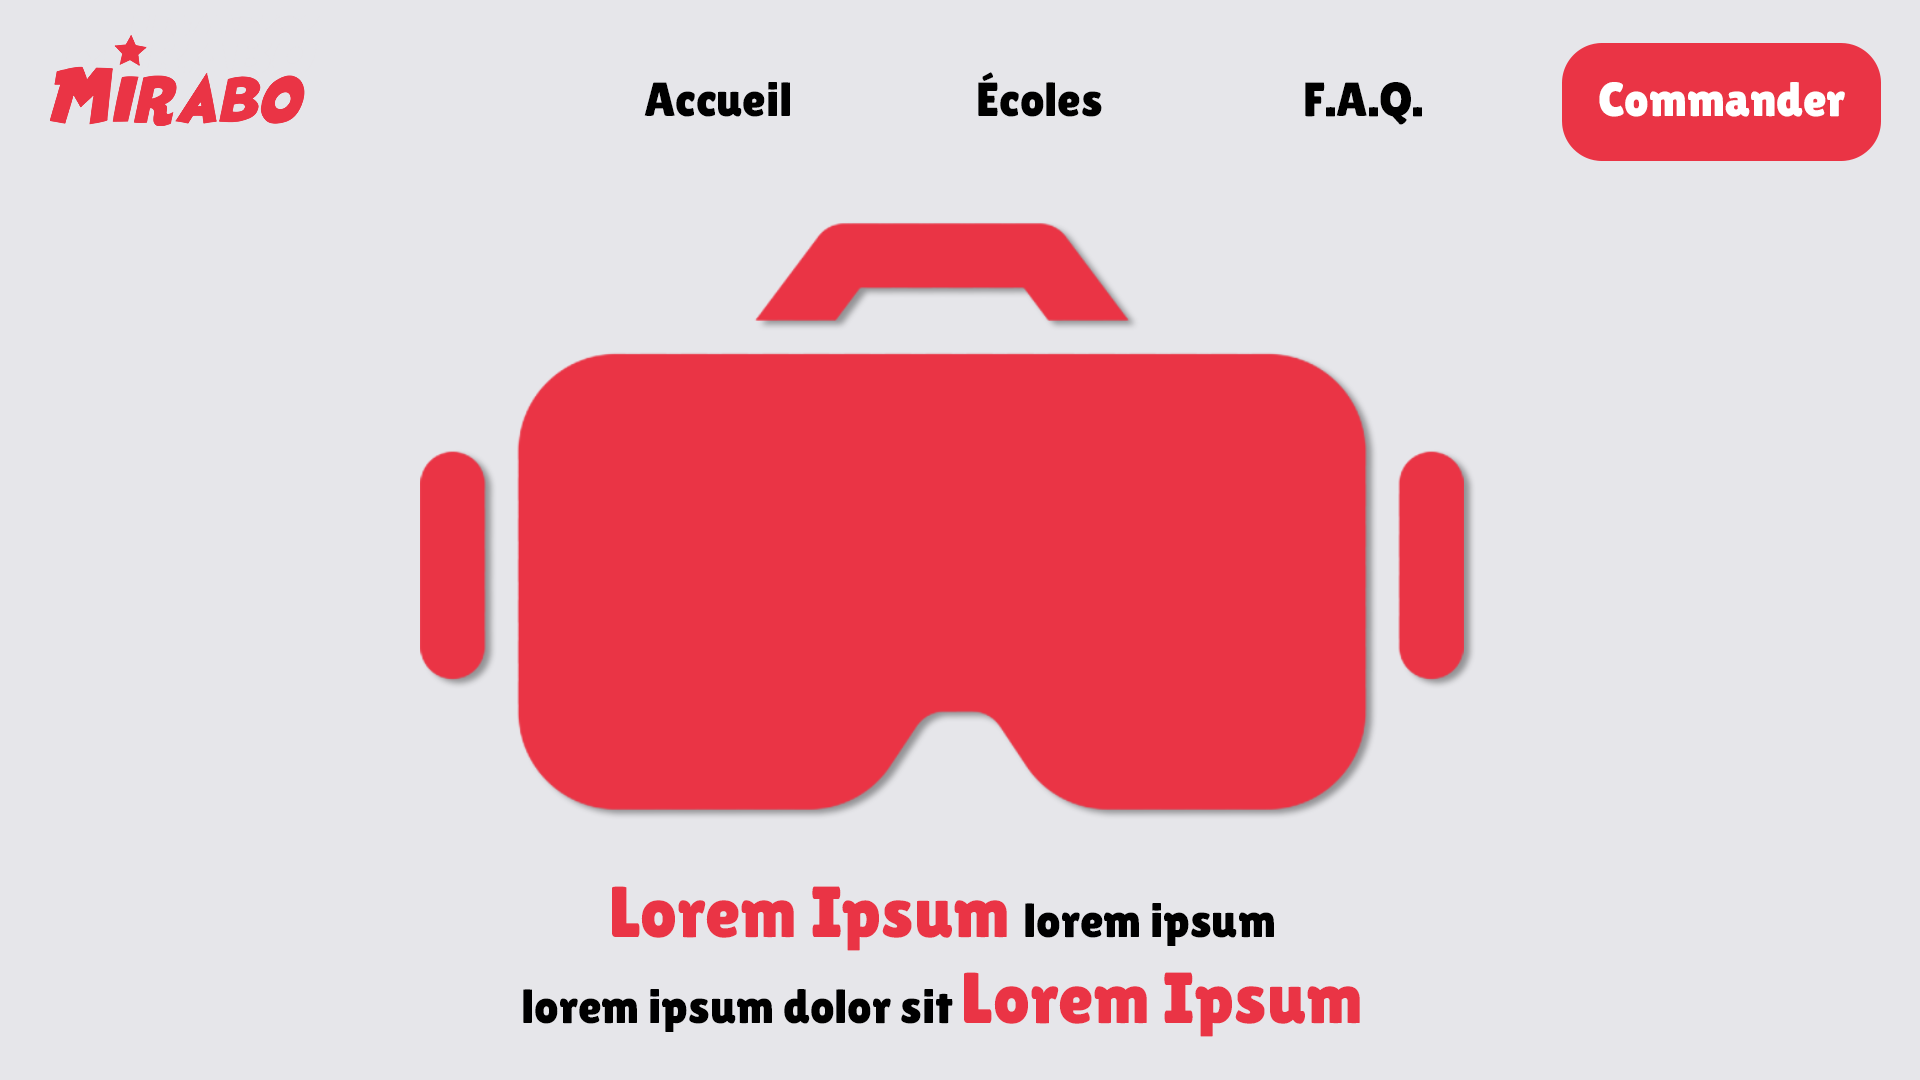 MIRABO
Accueil
Écoles
F.A.Q.
Commander
Lorem Ipsum lorem ipsum
lorem ipsum dolor sit Lorem Ipsum